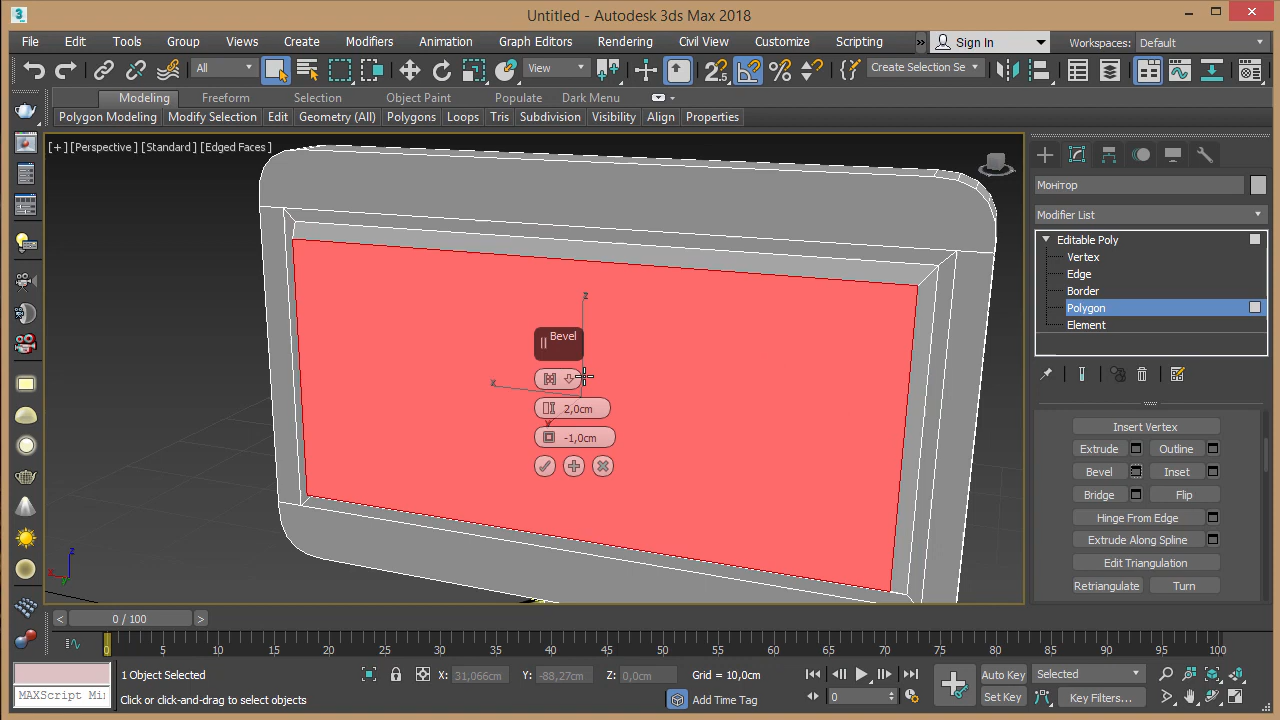 3 Untitled - Autodesk 3ds Max 2018
File Edit Tools Group Views Create Modifiers Animation Graph Editors Rendering Civil View Customize Scripting » Sign In Workspaces: Default
All View Create Selection Se
Modeling Freeform Selection Object Paint Populate Dark Menu
Polygon Modeling Modify Selection Edit Geometry (All) Polygons Loops Tris Subdivision Visibility Align Properties
[+] [Perspective] [Standard] [Edged Faces]
Монітор
Modifier List
Editable Poly
Vertex
Edge
Border
Polygon
Element
z
Bevel
x
2,0cm
y
-1,0cm
Insert Vertex
Extrude Outline
Bevel Inset
Bridge Flip
Hinge From Edge
Extrude Along Spline
Edit Triangulation
Retriangulate Turn
z
x
y
< 0 / 100 >
0 5 10 15 20 25 30 35 40 45 50 55 60 65 70 75 80 85 90 95 100
1 Object Selected X: 31,066cm Y: -88,27cm Z: 0,0cm Grid = 10,0cm Auto Key Selected
MAXScript Mi Click or click-and-drag to select objects Add Time Tag 0 Set Key Key Filters...